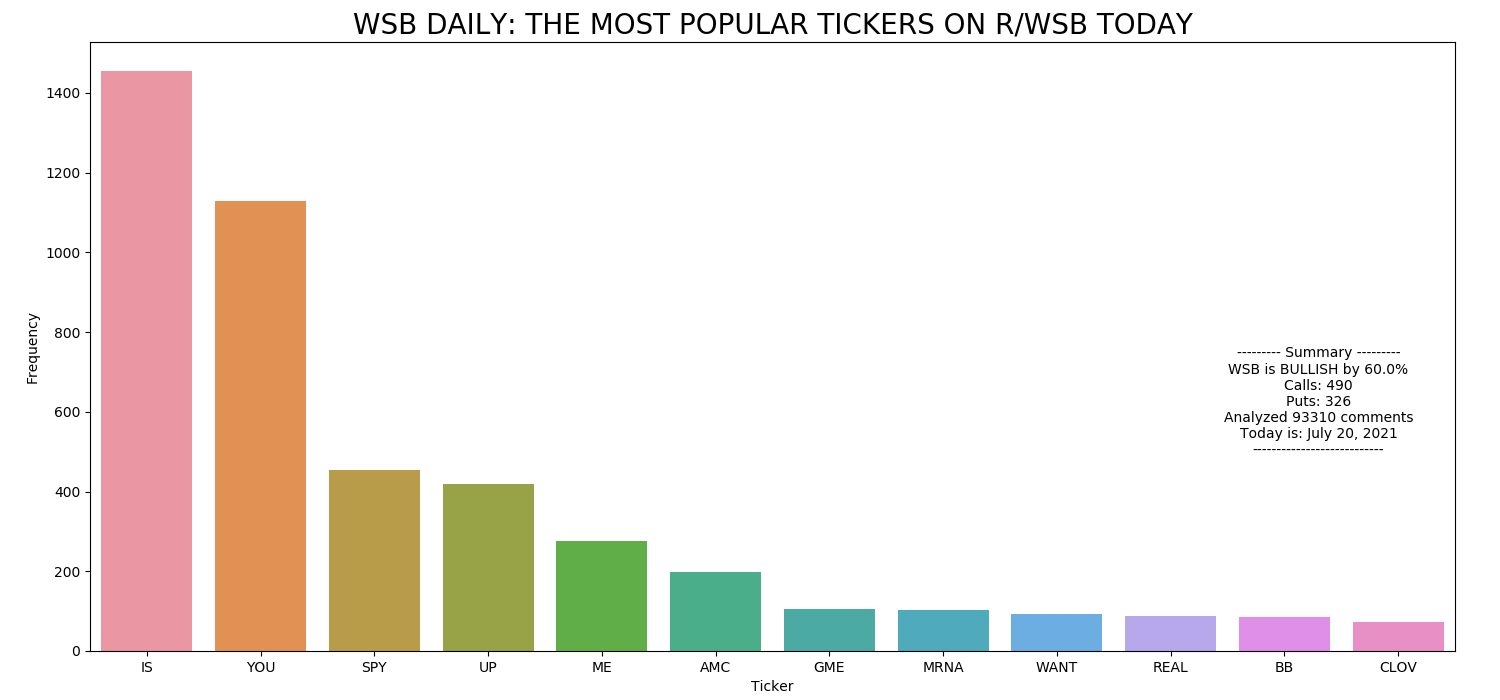 WSB DAILY: THE MOST POPULAR TICKERS ON R/WSB TODAY
1400
1200
1000
800
600
400
200
0
Frequency
--------- Summary ---------
WSB is BULLISH by 60.0%
Calls: 490
Puts: 326
Analyzed 93310 comments
Today is: July 20, 2021
---------------------------
IS YOU SPY UP ME AMC GME MRNA WANT REAL BB CLOV
Ticker